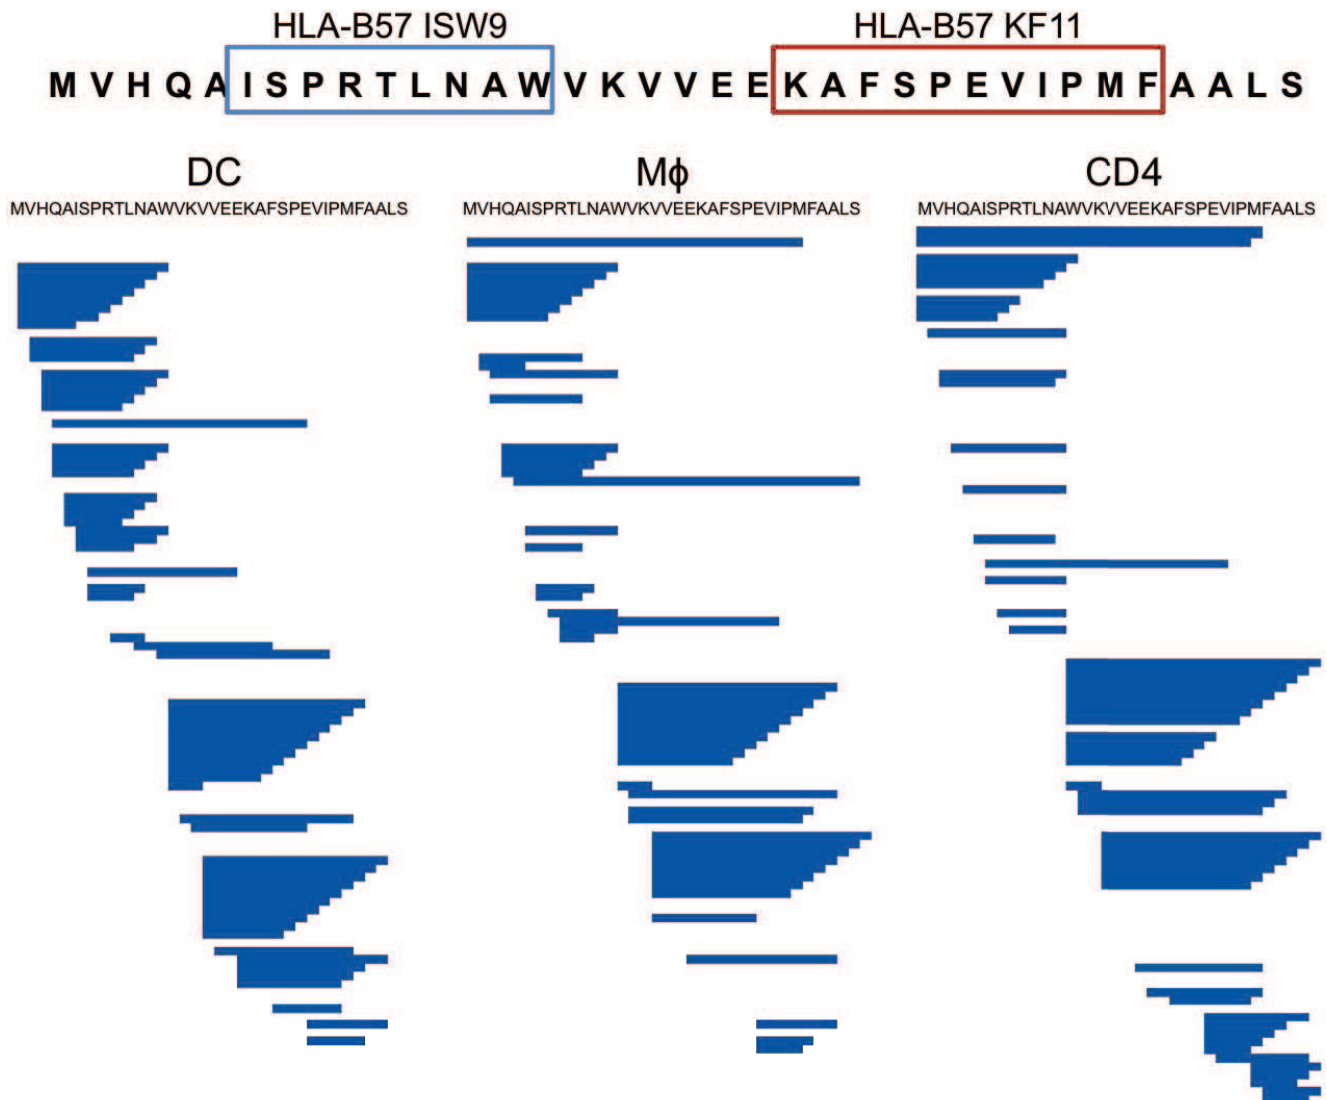 HLA-B57 ISW9 HLA-B57 KF11
M V H Q A I S P R T L N A W V K V V E E K A F S P E V I P M F A A L S
DC Mϕ CD4
MVHQAISPRTLNAWVKVVEEKAFSPEVIPMFAALS MVHQAISPRTLNAWVKVVEEKAFSPEVIPMFAALS MVHQAISPRTLNAWVKVVEEKAFSPEVIPMFAALS